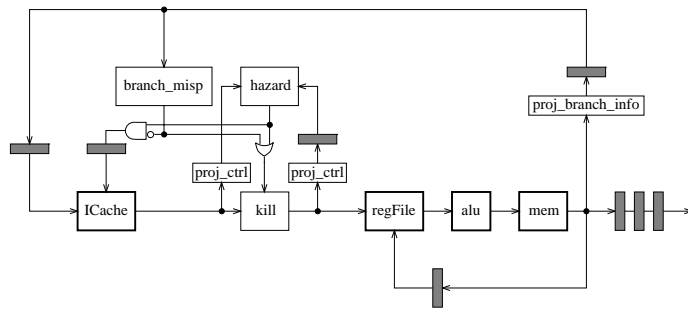 branch_misp
hazard
proj_branch_info
proj_ctrl
proj_ctrl
ICache
kill
regFile
alu
mem